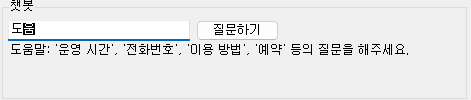 챗봇
도움
질문하기
도움말: '운영 시간', '전화번호', '이용 방법', '예약' 등의 질문을 해주세요.